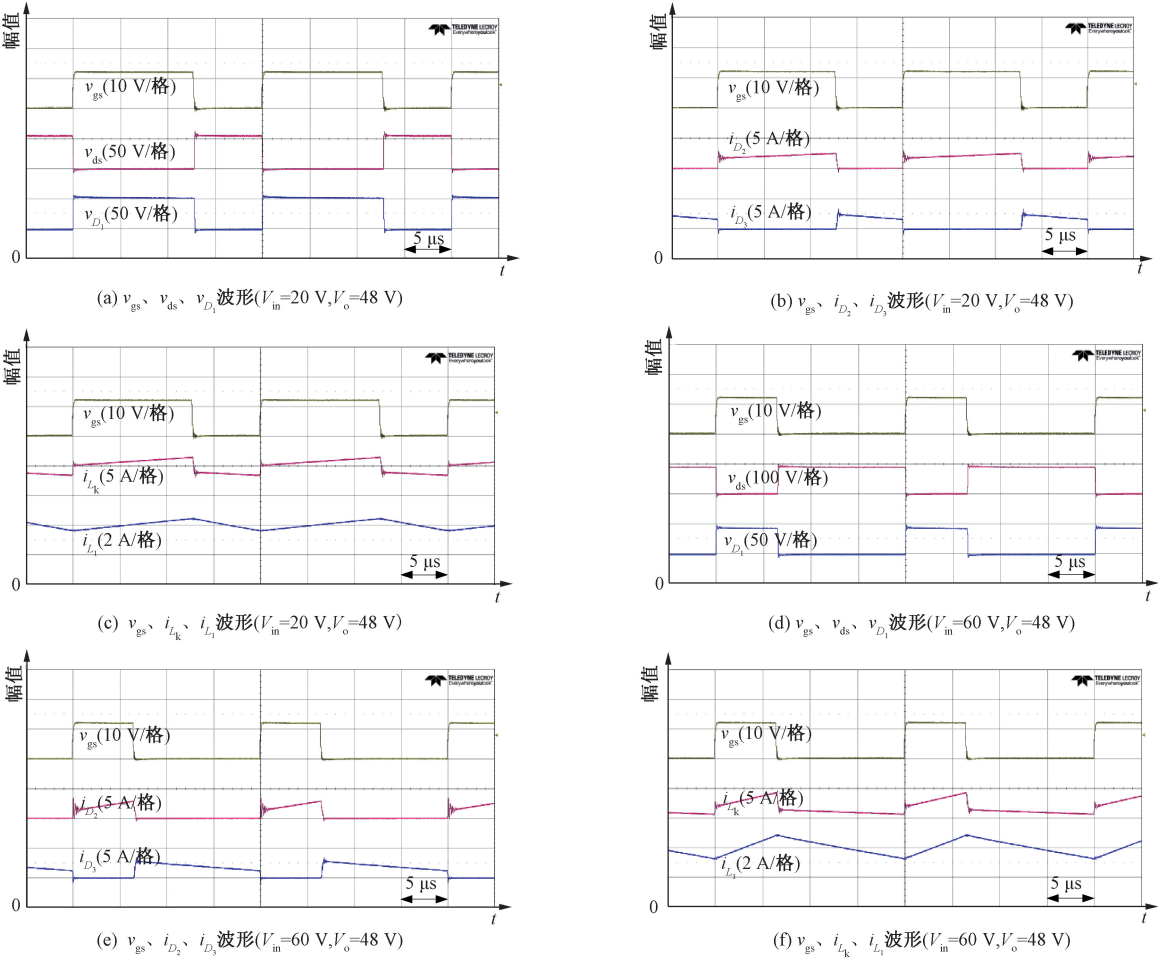 幅值
TELEDYNE LECROY
Everywhereyoulook
vgs(10 V/格)
vds(50 V/格)
vD1(50 V/格)
5 μs
0
t
(a) vgs、vds、vD1波形(Vin=20 V,Vo=48 V)
幅值
TELEDYNE LECROY
Everywhereyoulook
vgs(10 V/格)
iD2(5 A/格)
iD3(5 A/格)
5 μs
0
t
(b) vgs、iD2、iD3波形(Vin=20 V,Vo=48 V)
幅值
TELEDYNE LECROY
Everywhereyoulook
vgs(10 V/格)
iLk(5 A/格)
iL1(2 A/格)
5 μs
0
t
(c) vgs、iLk、iL1波形(Vin=20 V,Vo=48 V)
幅值
TELEDYNE LECROY
Everywhereyoulook
vgs(10 V/格)
vds(100 V/格)
vD1(50 V/格)
5 μs
0
t
(d) vgs、vds、vD1波形(Vin=60 V,Vo=48 V)
幅值
TELEDYNE LECROY
Everywhereyoulook
vgs(10 V/格)
iD2(5 A/格)
iD3(5 A/格)
5 μs
0
t
(e) vgs、iD2、iD3波形(Vin=60 V,Vo=48 V)
幅值
TELEDYNE LECROY
Everywhereyoulook
vgs(10 V/格)
iLk(5 A/格)
iL1(2 A/格)
5 μs
0
t
(f) vgs、iLk、iL1波形(Vin=60 V,Vo=48 V)